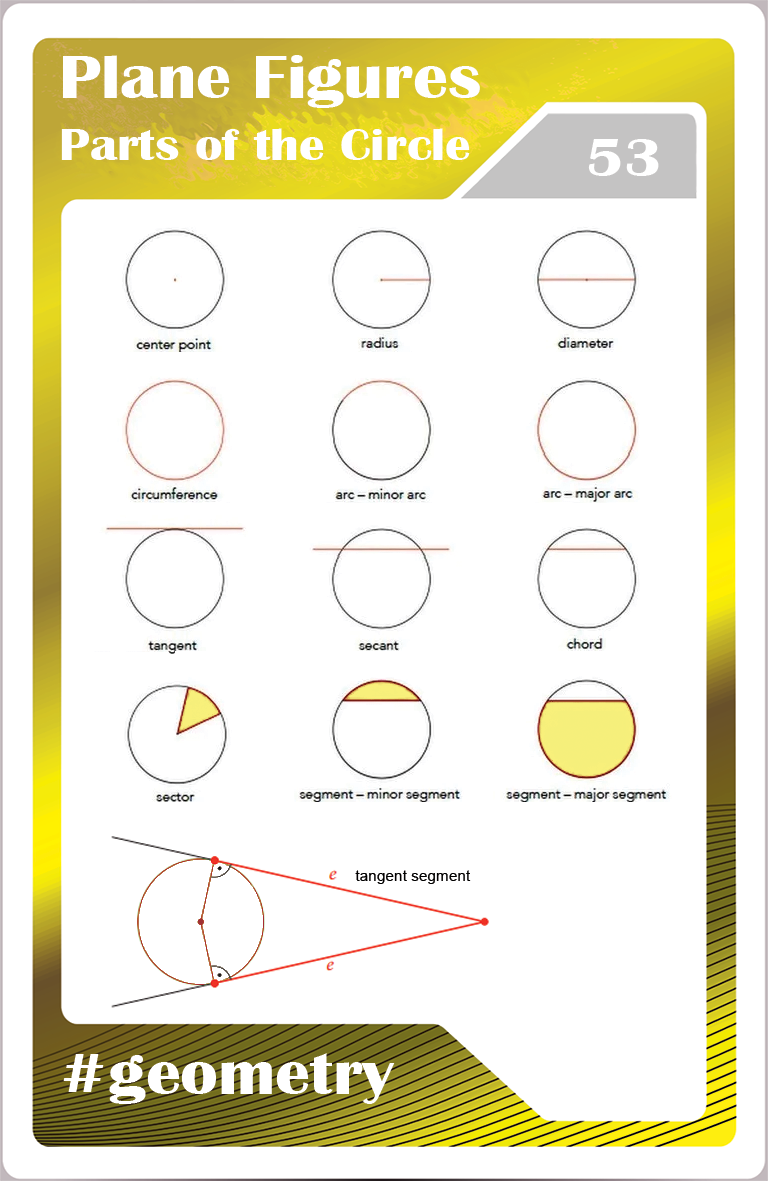 Plane Figures
Parts of the Circle
53
center point
radius
diameter
circumference
arc – minor arc
arc – major arc
tangent
secant
chord
sector
segment – minor segment
segment – major segment
e tangent segment
e
#geometry